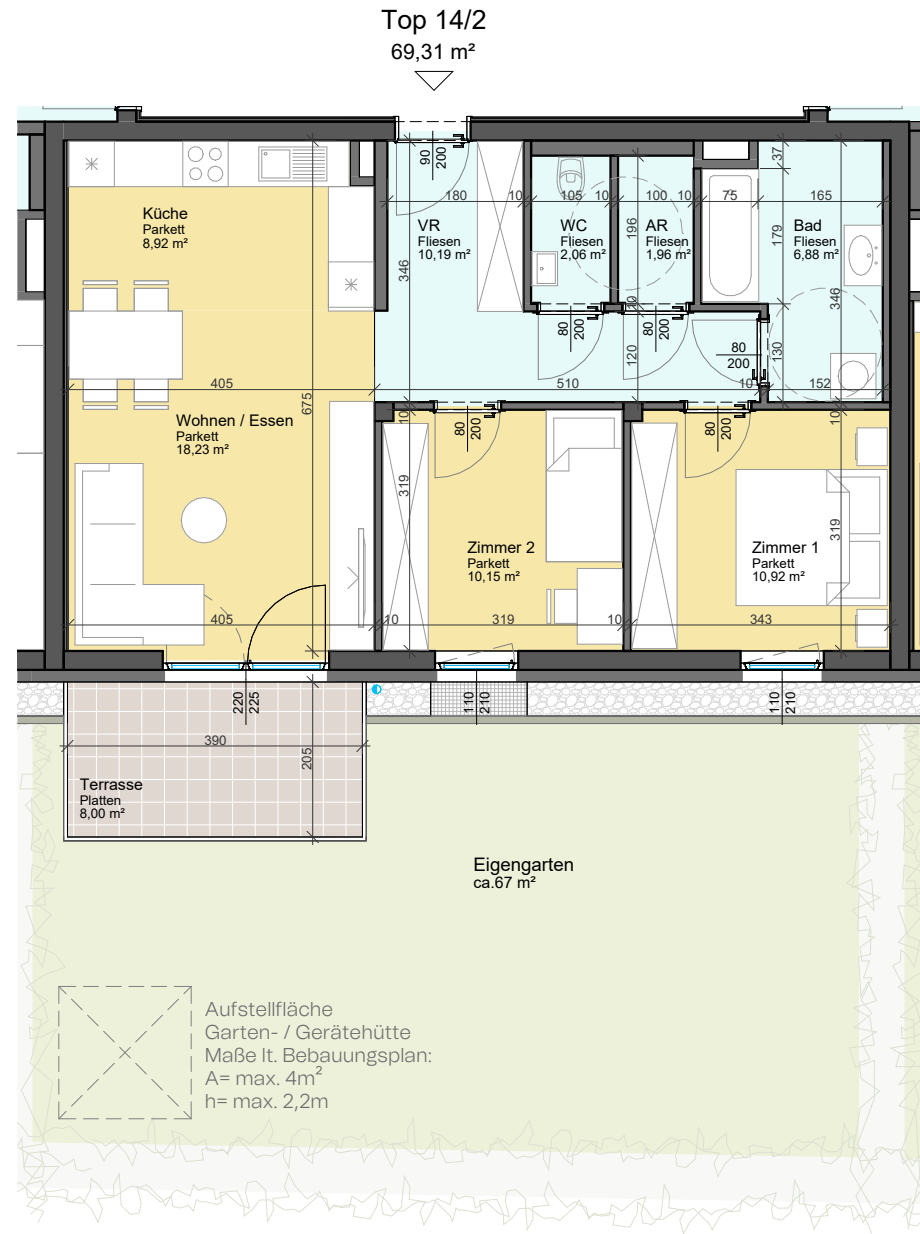 Top 14/2
69,31 m²
90
200
37
180
10
105
10
100
10
75
165
Küche
Parkett
8,92 m²
VR
Fliesen
10,19 m²
WC
Fliesen
2,06 m²
AR
Fliesen
1,96 m²
Bad
Fliesen
6,88 m²
346
196
179
346
10
80
200
120
80
200
80
200
130
405
675
510
10
152
Wohnen / Essen
Parkett
18,23 m²
10
80
200
80
200
10
319
319
Zimmer 2
Parkett
10,15 m²
Zimmer 1
Parkett
10,92 m²
405
10
319
10
343
220
225
110
210
110
210
390
205
Terrasse
Platten
8,00 m²
Eigengarten
ca.67 m²
Aufstellfläche
Garten- / Gerätehütte
Maße lt. Bebauungsplan:
A= max. 4m²
h= max. 2,2m